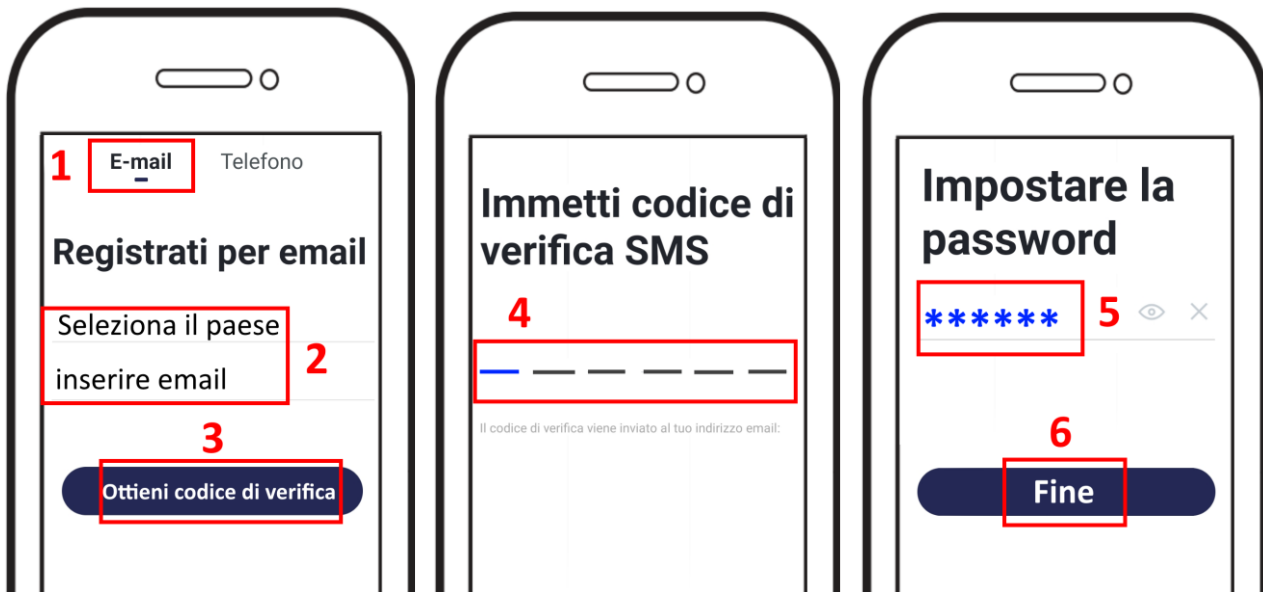 1
E-mail Telefono
Registrati per email
Seleziona il paese
inserire email
2
3
Ottieni codice di verifica
Immetti codice di
verifica SMS
4
Il codice di verifica viene inviato al tuo indirizzo email:
Impostare la
password
****** 5
6
Fine